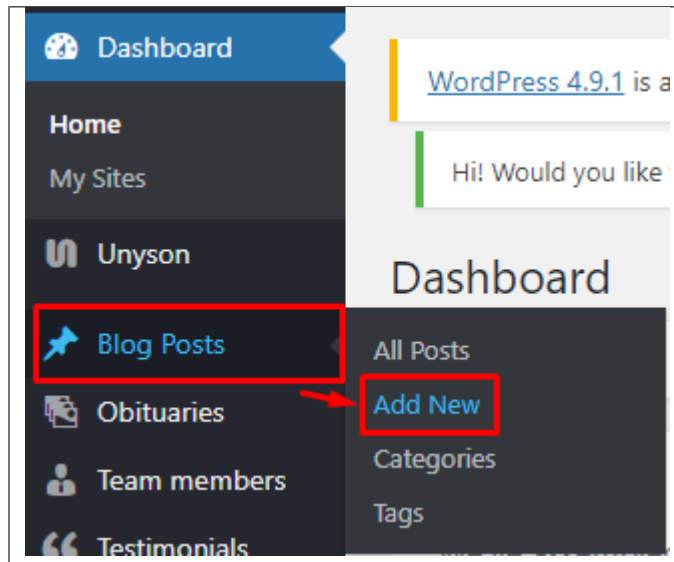 Dashboard
WordPress 4.9.1 is a
Home
My Sites
Hi! Would you like
Unyson
Dashboard
Blog Posts
All Posts
Add New
Obituaries
Categories
Team members
Tags
Testimonials